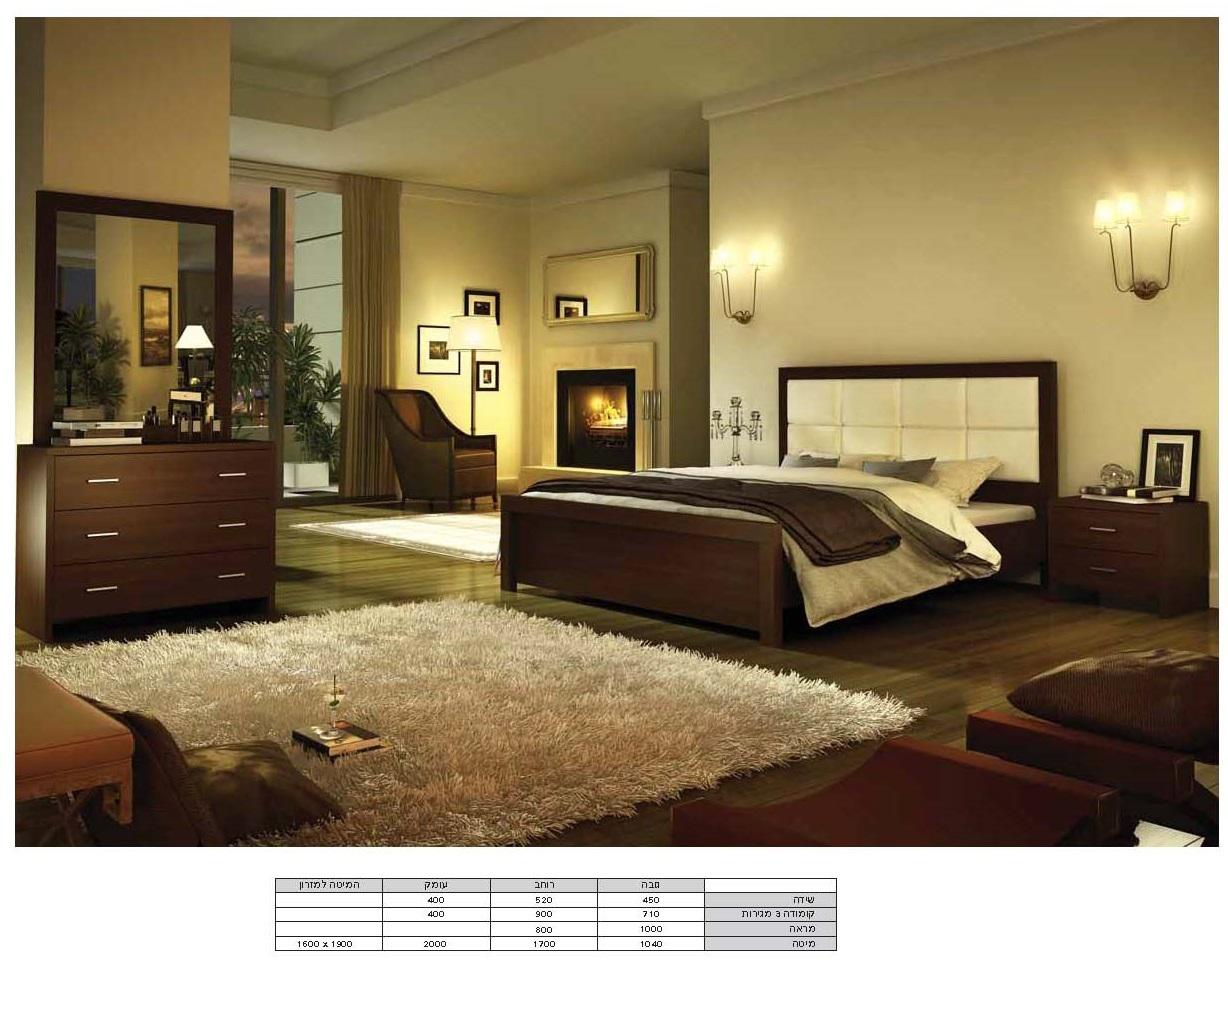 גובה רוחב עומק המיטה למזרון
שידה 450 520 400
קומודה 3 מגירות 710 900 400
מראה 1000 800
מיטה 1040 1700 2000 1600 x 1900